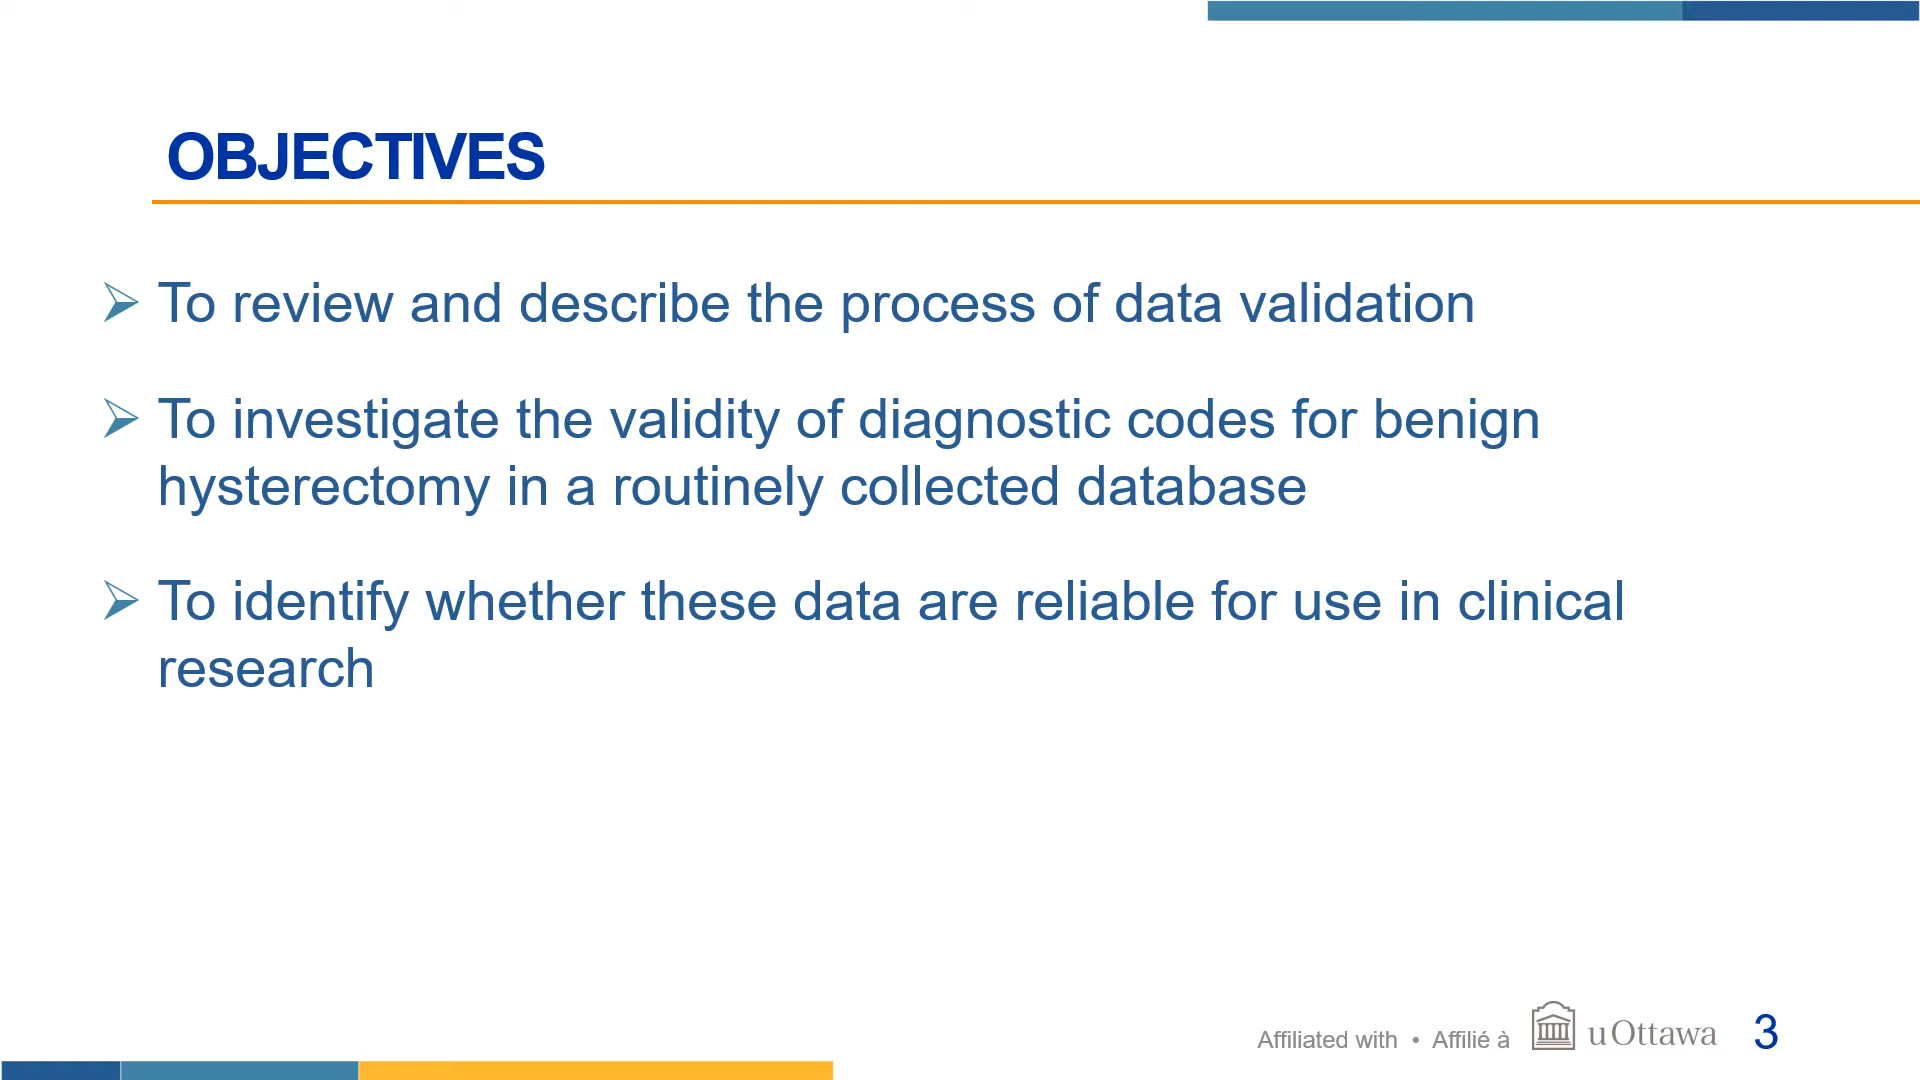 OBJECTIVES
To review and describe the process of data validation
To investigate the validity of diagnostic codes for benign
hysterectomy in a routinely collected database
To identify whether these data are reliable for use in clinical
research
Affiliated with • Affilié à uOttawa 3